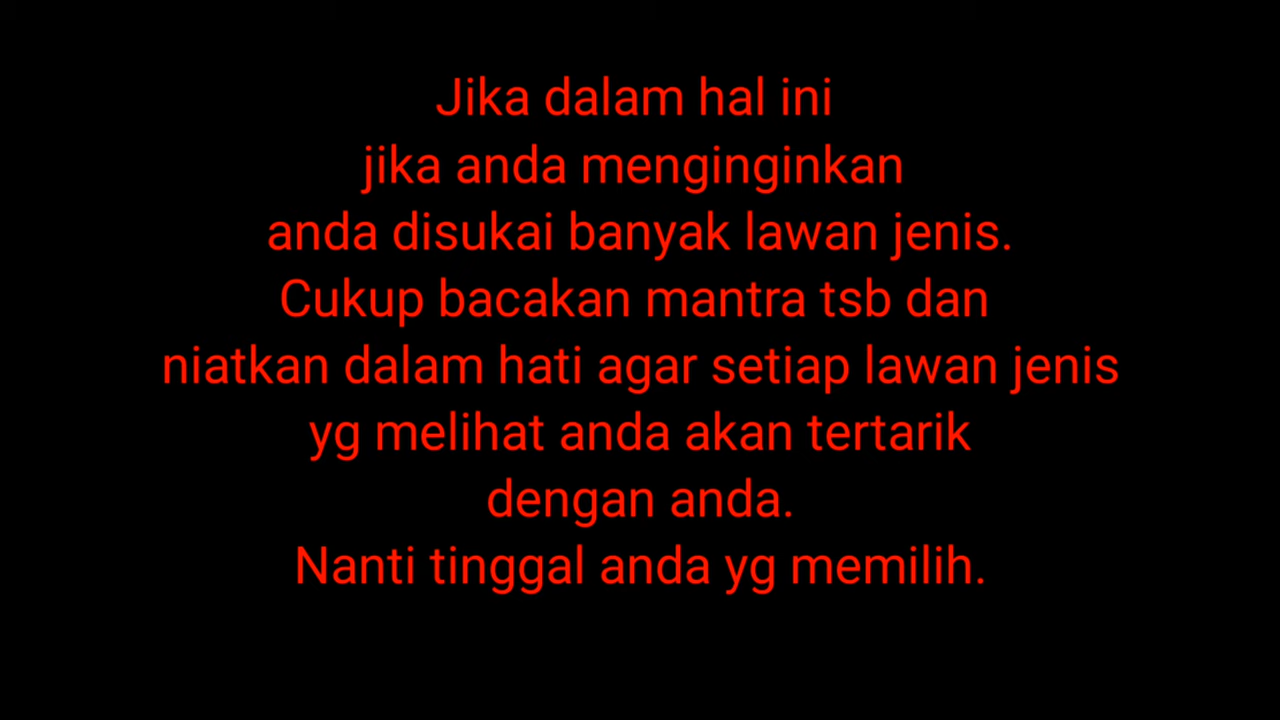 Jika dalam hal ini
jika anda menginginkan
anda disukai banyak lawan jenis.
Cukup bacakan mantra tsb dan
niatkan dalam hati agar setiap lawan jenis
yg melihat anda akan tertarik
dengan anda.
Nanti tinggal anda yg memilih.